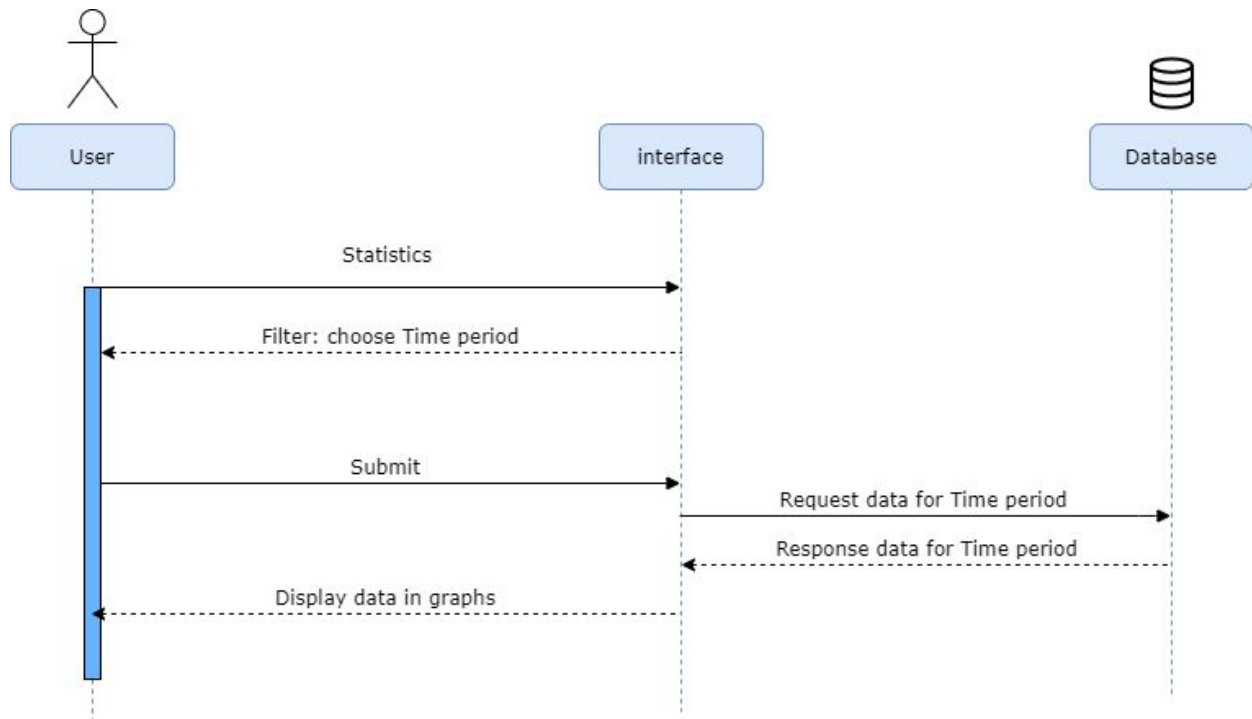 User
interface
Database
Statistics
Filter: choose Time period
Submit
Request data for Time period
Response data for Time period
Display data in graphs